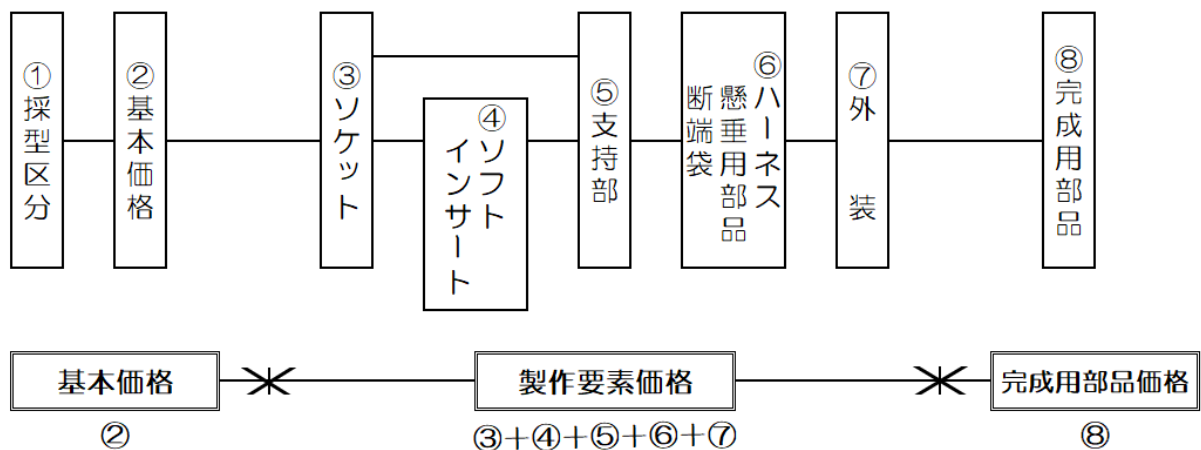 ①採型区分
②基本価格
③ソケット
④ソフト
インサート
⑤支持部
⑥ハーネス
懸垂用部品
断端袋
⑦外装
⑧完成用部品
基本価格
製作要素価格
完成用部品価格
②
③+④+⑤+⑥+⑦
⑧